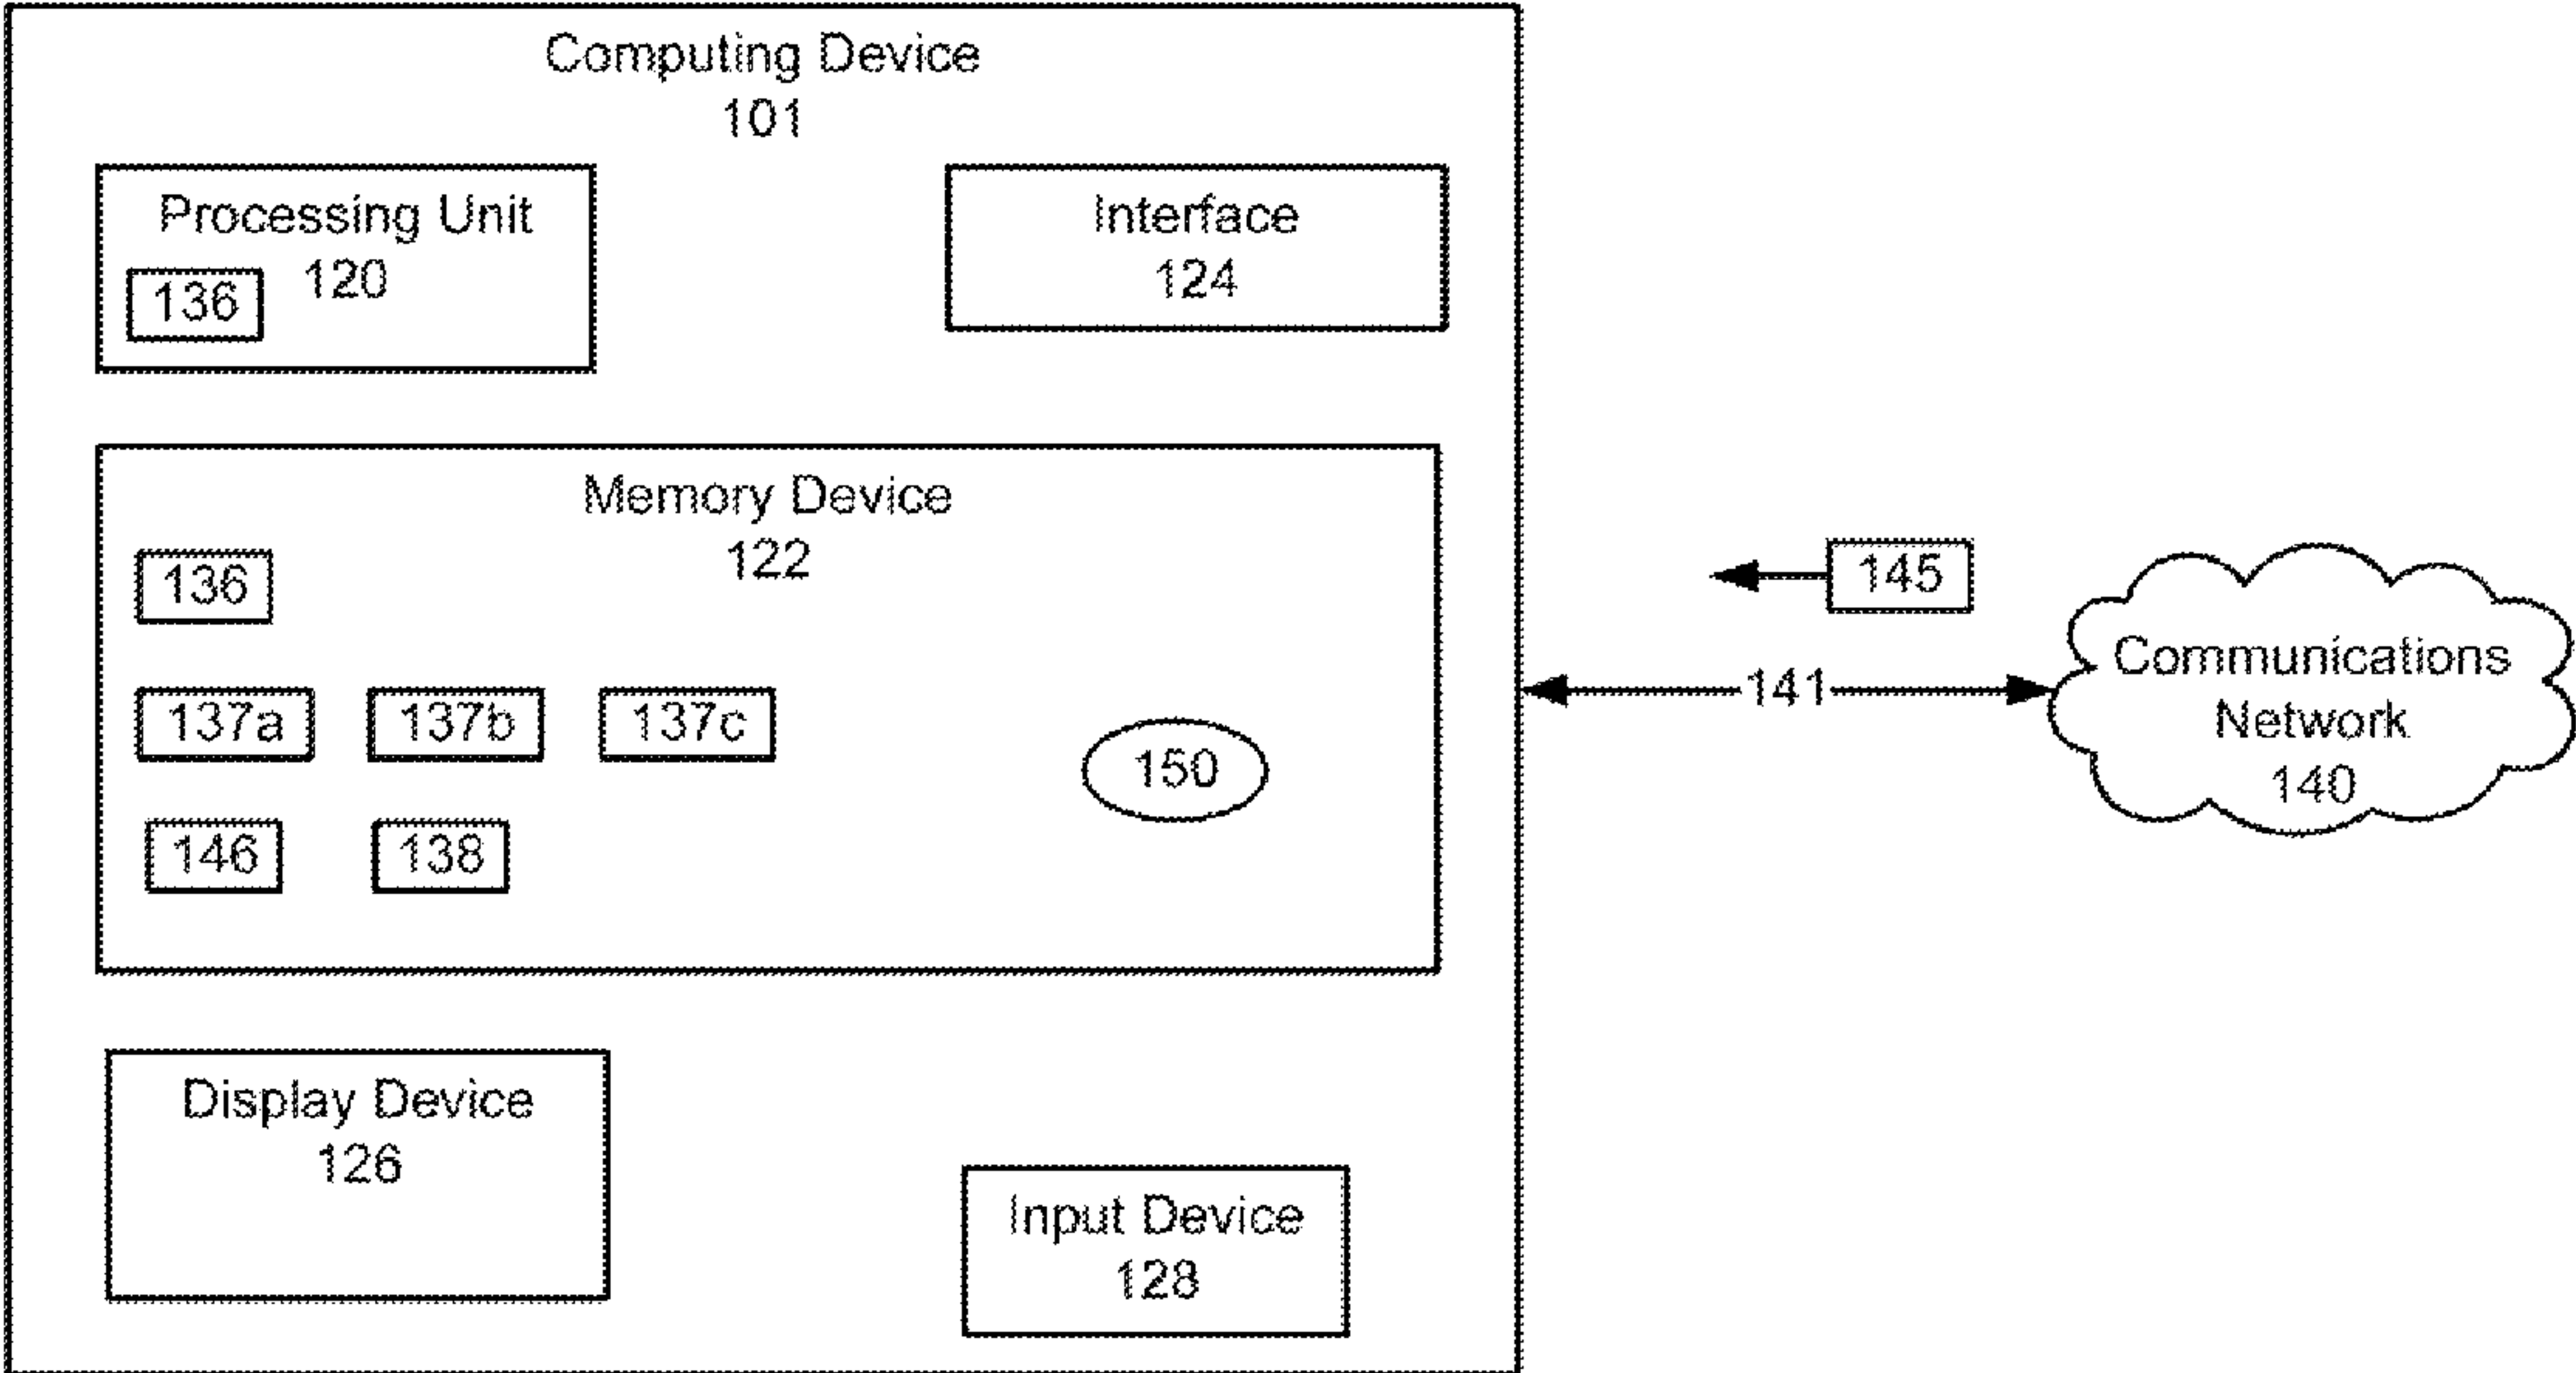 Computing Device
101
Processing Unit
120
136
Interface
124
Memory Device
122
136
137a 137b 137c
150
146 138
Display Device
126
Input Device
128
145
141
Communications
Network
140